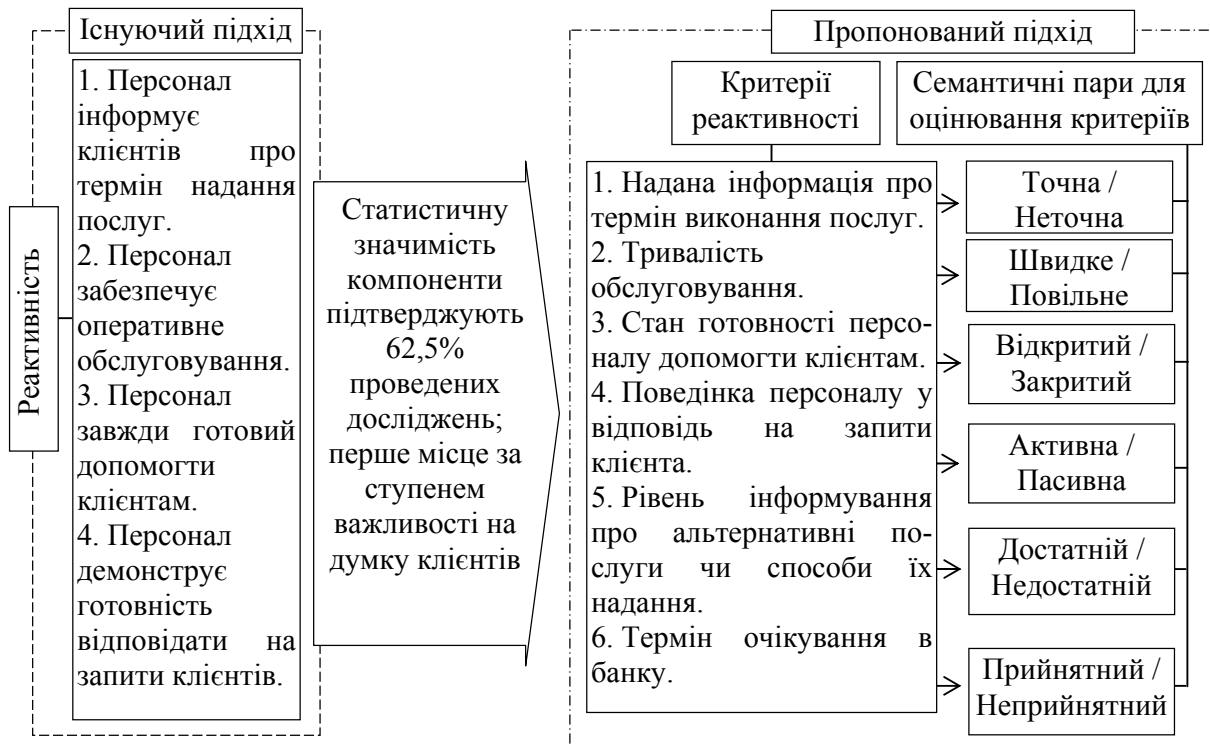 Існуючий підхід
Реактивність
1. Персонал
інформує
клієнтів про
термін надання
послуг.
2. Персонал
забезпечує
оперативне
обслуговування.
3. Персонал
завжди готовий
допомогти
клієнтам.
4. Персонал
демонструє
готовність
відповідати на
запити клієнтів.
Статистичну
значимість
компоненти
підтверджують
62,5%
проведених
досліджень;
перше місце за
ступенем
важливості на
думку клієнтів
Пропонований підхід
Критерії
реактивності
Семантичні пари для
оцінювання критеріїв
1. Надана інформація про
термін виконання послуг.
2. Тривалість
обслуговування.
3. Стан готовності персо-
налу допомогти клієнтам.
4. Поведінка персоналу у
відповідь на запити
клієнта.
5. Рівень інформування
про альтернативні по-
слуги чи способи їх
надання.
6. Термін очікування в
банку.
Точна /
Неточна
Швидке /
Повільне
Відкритий /
Закритий
Активна /
Пасивна
Достатній /
Недостатній
Прийнятний /
Неприйнятний